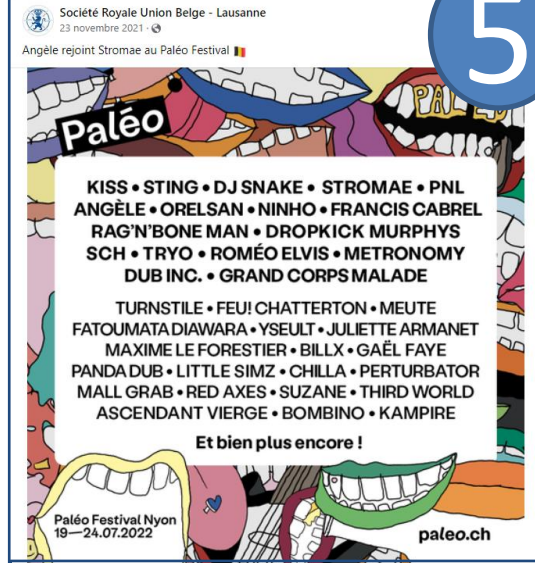 Société Royale Union Belge - Lausanne
23 novembre 2021 ·
Angèle rejoint Stromae au Paléo Festival
5
Paléo
PALÉO
KISS • STING • DJ SNAKE • STROMAE • PNL
ANGÈLE • ORELSAN • NINHO • FRANCIS CABREL
RAG'N'BONE MAN • DROPKICK MURPHYS
SCH • TRYO • ROMÉO ELVIS • METRONOMY
DUB INC. • GRAND CORPS MALADE
TURNSTILE • FEU! CHATTERTON • MEUTE
FATOUMATA DIAWARA • YSEULT • JULIETTE ARMANET
MAXIME LE FORESTIER • BILLX • GAËL FAYE
PANDA DUB • LITTLE SIMZ • CHILLA • PERTURBATOR
MALL GRAB • RED AXES • SUZANE • THIRD WORLD
ASCENDANT VIERGE • BOMBINO • KAMPIRE
Et bien plus encore !
Paléo Festival Nyon
19—24.07.2022
paleo.ch